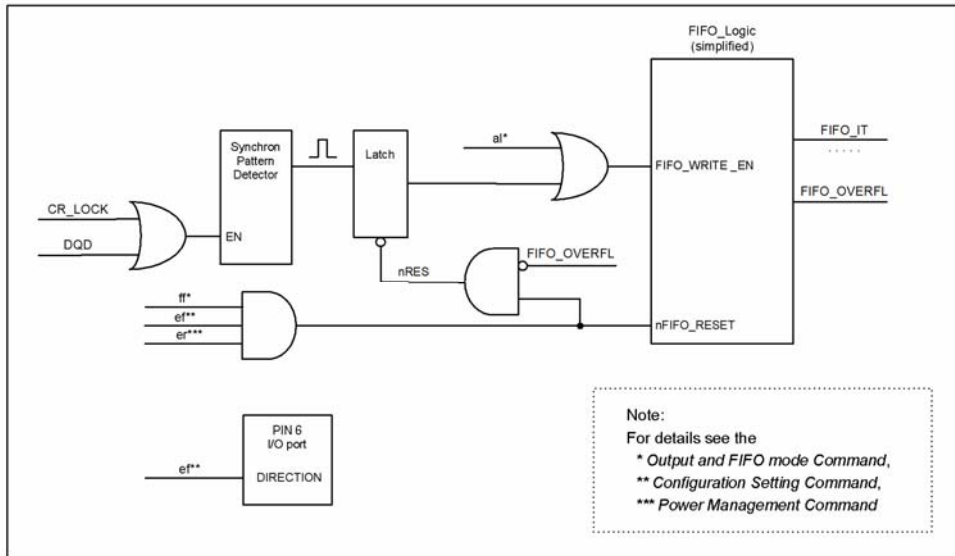 FIFO_Logic
(simplified)
Synchron
Pattern
Detector
Latch
al*
FIFO_IT
.....
FIFO_WRITE _EN
FIFO_OVERFL
CR_LOCK
DQD
EN
nRES
FIFO_OVERFL
ff*
ef**
er***
nFIFO_RESET
PIN 6
I/O port
ef**
DIRECTION
Note:
For details see the
* Output and FIFO mode Command,
** Configuration Setting Command,
*** Power Management Command